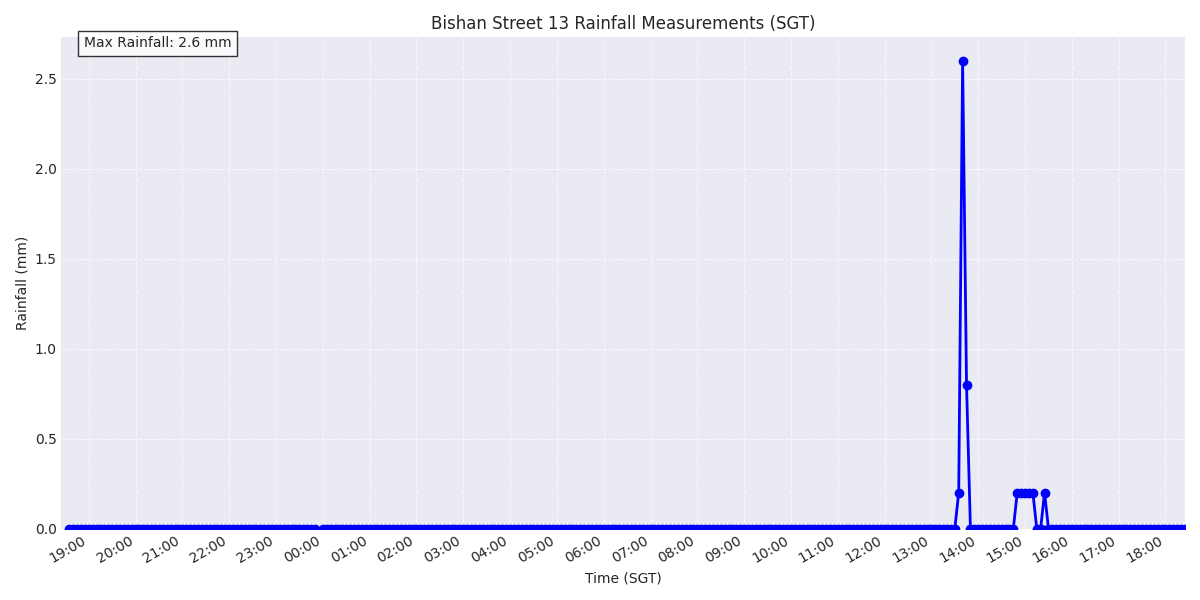 Bishan Street 13 Rainfall Measurements (SGT)
Max Rainfall: 2.6 mm
Rainfall (mm)
2.5
2.0
1.5
1.0
0.5
0.0
19:00 20:00 21:00 22:00 23:00 00:00 01:00 02:00 03:00 04:00 05:00 06:00 07:00 08:00 09:00 10:00 11:00 12:00 13:00 14:00 15:00 16:00 17:00 18:00
Time (SGT)